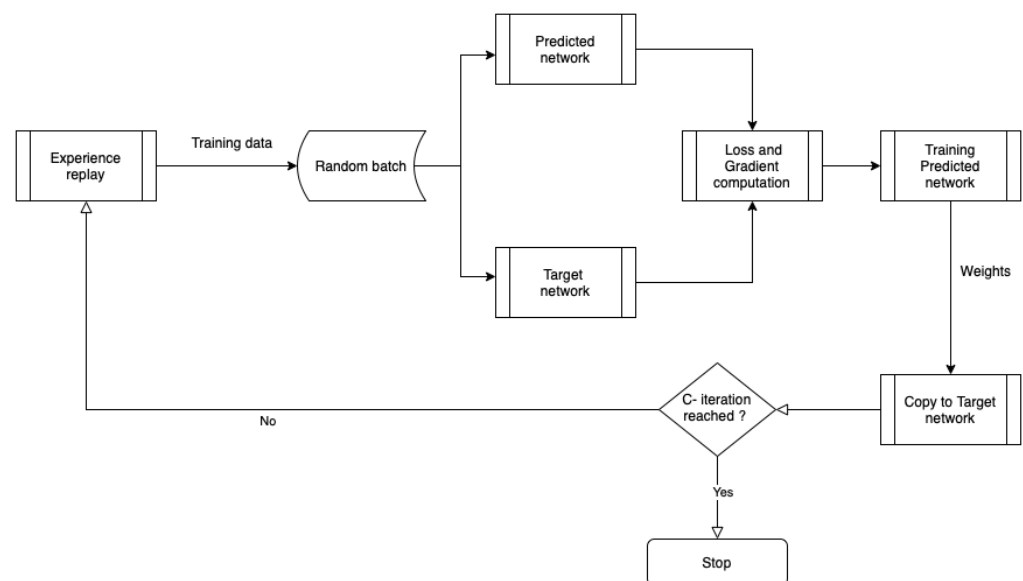 Predicted
network
Experience
replay
Training data
Random batch
Loss and
Gradient
computation
Training
Predicted
network
Target
network
Weights
C- iteration
reached ?
Copy to Target
network
No
Yes
Stop